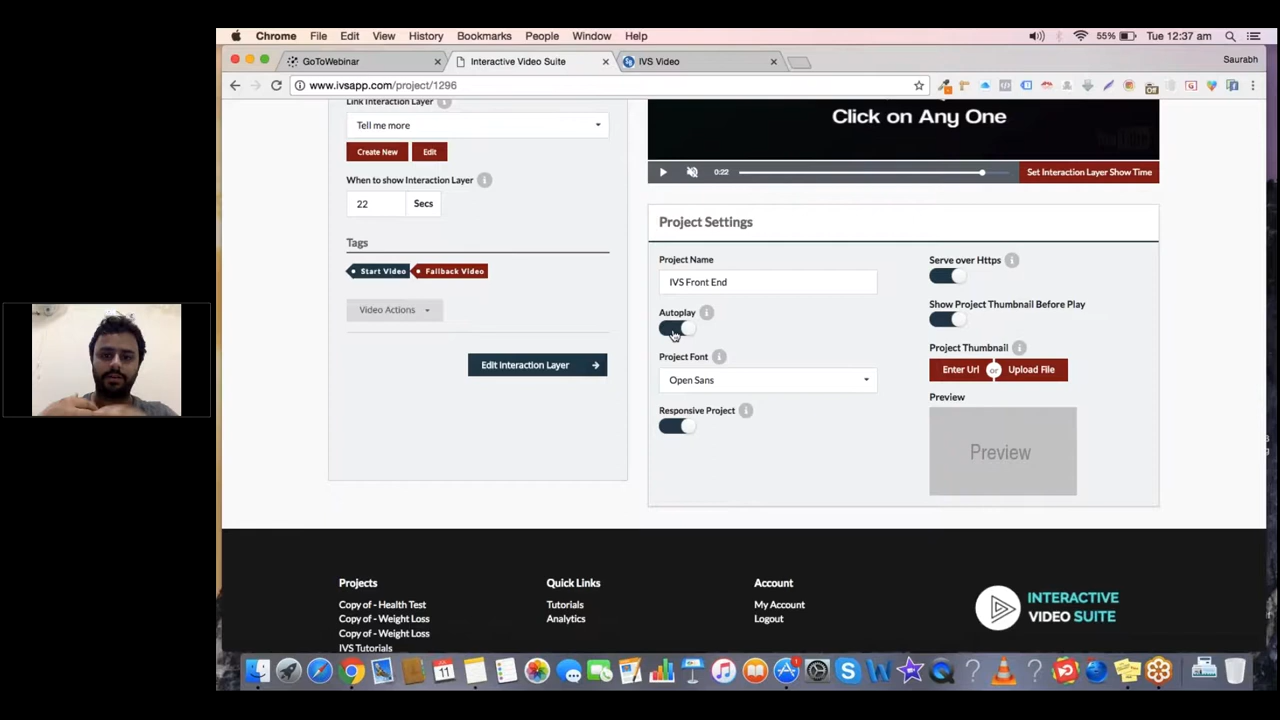 Chrome File Edit View History Bookmarks People Window Help
55% Tue 12:37 am
GoToWebinar
Interactive Video Suite
IVS Video
Saurabh
www.ivsapp.com/project/1296
Link Interaction Layer
Tell me more
Create New
Edit
When to show Interaction Layer
22 Secs
Tags
Start Video
Fallback Video
Video Actions
Edit Interaction Layer
Click on Any One
0:22
Set Interaction Layer Show Time
Project Settings
Project Name
IVS Front End
Autoplay
Project Font
Open Sans
Responsive Project
Serve over Https
Show Project Thumbnail Before Play
Project Thumbnail
Enter Url or Upload File
Preview
Preview
Projects
Copy of - Health Test
Copy of - Weight Loss
Copy of - Weight Loss
IVS Tutorials
Quick Links
Tutorials
Analytics
Account
My Account
Logout
INTERACTIVE
VIDEO SUITE